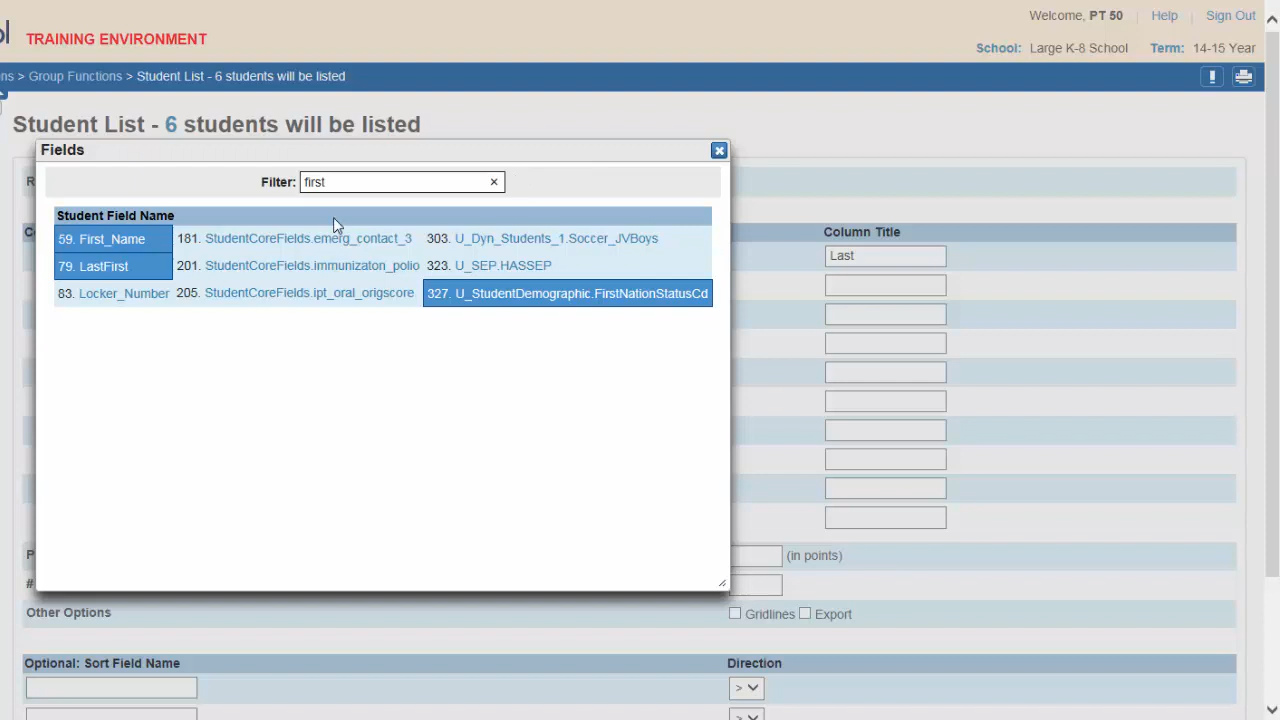 Welcome, PT 50 Help Sign Out
TRAINING ENVIRONMENT
School: Large K-8 School Term: 14-15 Year
ns > Group Functions > Student List - 6 students will be listed
Student List - 6 students will be listed
Fields
Filter: first
Student Field Name
59. First_Name 181. StudentCoreFields.emerg_contact_3 303. U_Dyn_Students_1.Soccer_JVBoys
79. LastFirst 201. StudentCoreFields.immunizaton_polio 323. U_SEP.HASSEP
83. Locker_Number 205. StudentCoreFields.ipt_oral_origscore 327. U_StudentDemographic.FirstNationStatusCd
Column Title
Last
(in points)
#
Other Options Gridlines Export
Optional: Sort Field Name Direction
>
>